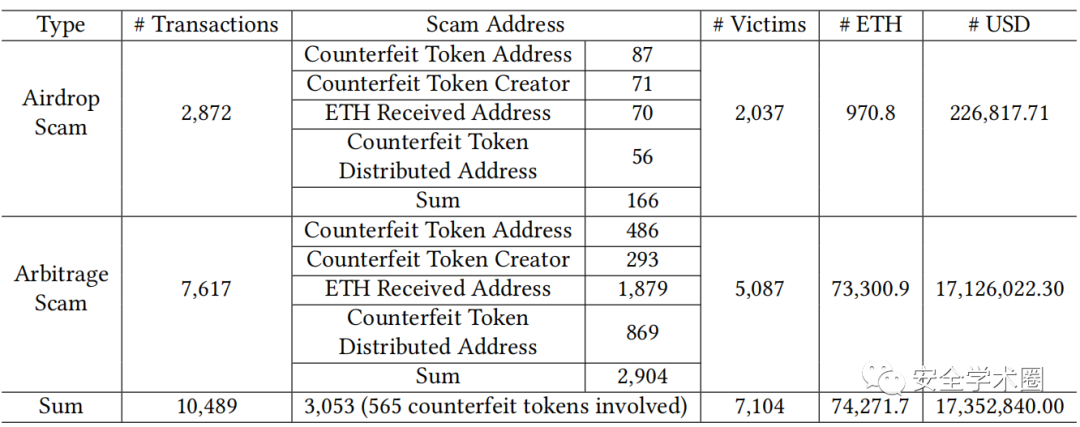 Type # Transactions Scam Address # Victims # ETH # USD
Airdrop Scam 2,872 Counterfeit Token Address 87 2,037 970.8 226,817.71
Counterfeit Token Creator 71
ETH Received Address 70
Counterfeit Token
Distributed Address 56
Sum 166
Arbitrage Scam 7,617 Counterfeit Token Address 486 5,087 73,300.9 17,126,022.30
Counterfeit Token Creator 293
ETH Received Address 1,879
Counterfeit Token
Distributed Address 869
Sum 2,904
Sum 10,489 3,053 (565 counterfeit tokens involved) 7,104 74,271.7 17,352,840.00
安全学术圈